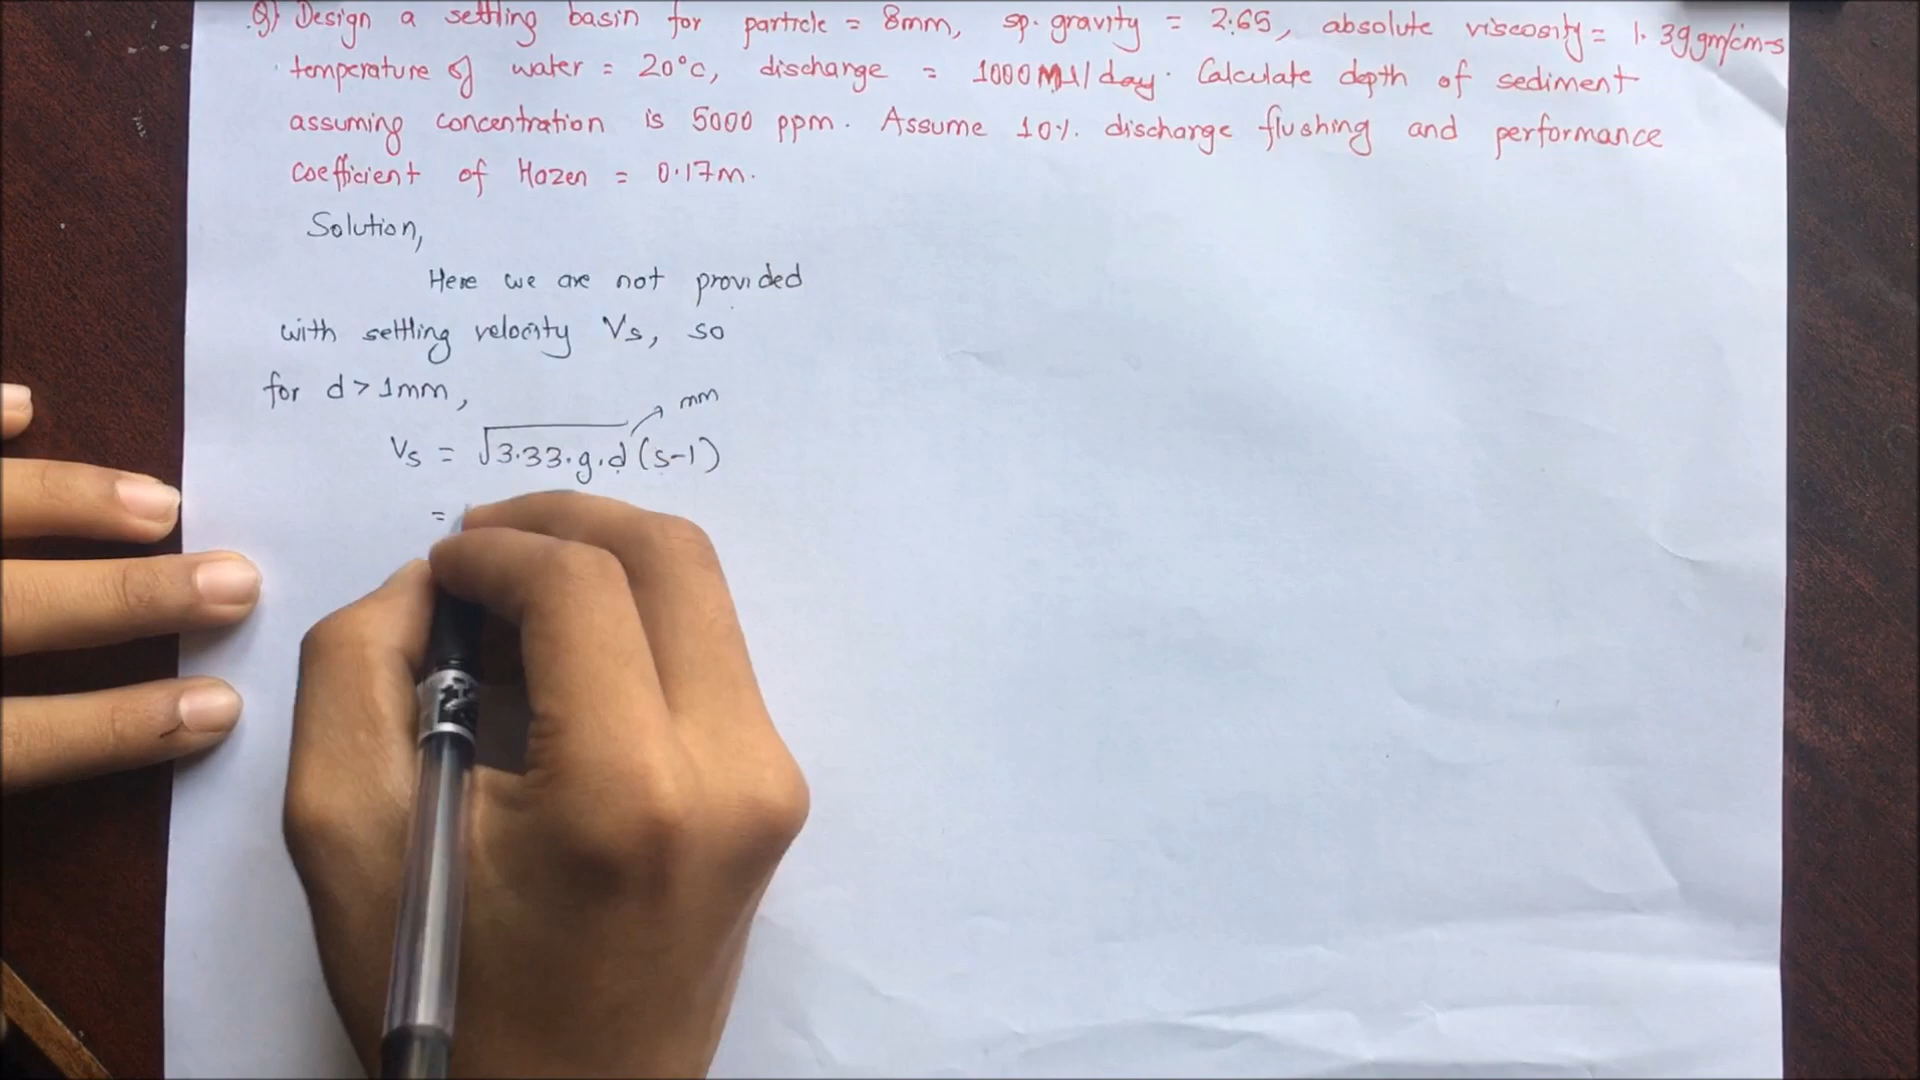 Q) Design a settling basin for particle = 8mm, sp. gravity = 2.65, absolute viscosity = 1.39 gm/cm-s
temperature of water = 20°c, discharge = 1000 Ml/day. Calculate depth of sediment
assuming concentration is 5000 ppm. Assume 10% discharge flushing and performance
coefficient of Hazen = 0.17m.
Solution,
Here we are not provided
with settling velocity Vs, so
for d > 1mm,
mm
Vs = √3.33.g.d (s-1)
=